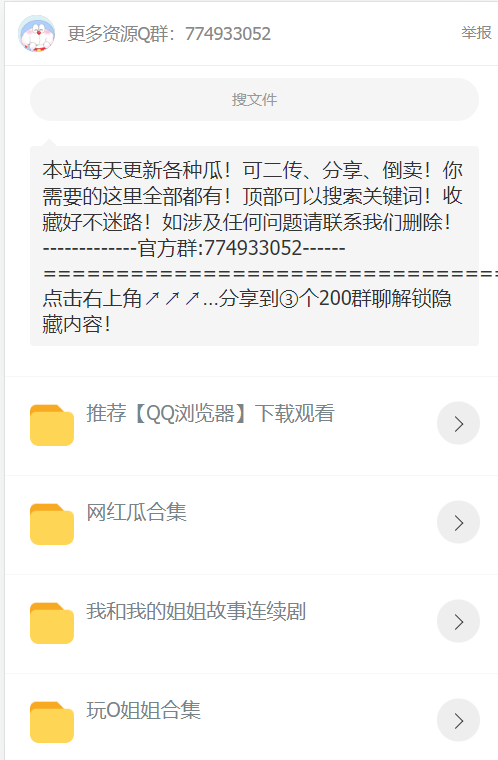 更多资源Q群：774933052
举报
搜文件
本站每天更新各种瓜！可二传、分享、倒卖！你
需要的这里全部都有！顶部可以搜索关键词！收
藏好不迷路！如涉及任何问题请联系我们删除！
-------------官方群:774933052------
================================
点击右上角↗↗↗...分享到③个200群聊解锁隐
藏内容！
推荐【QQ浏览器】下载观看
网红瓜合集
我和我的姐姐故事连续剧
玩O姐姐合集